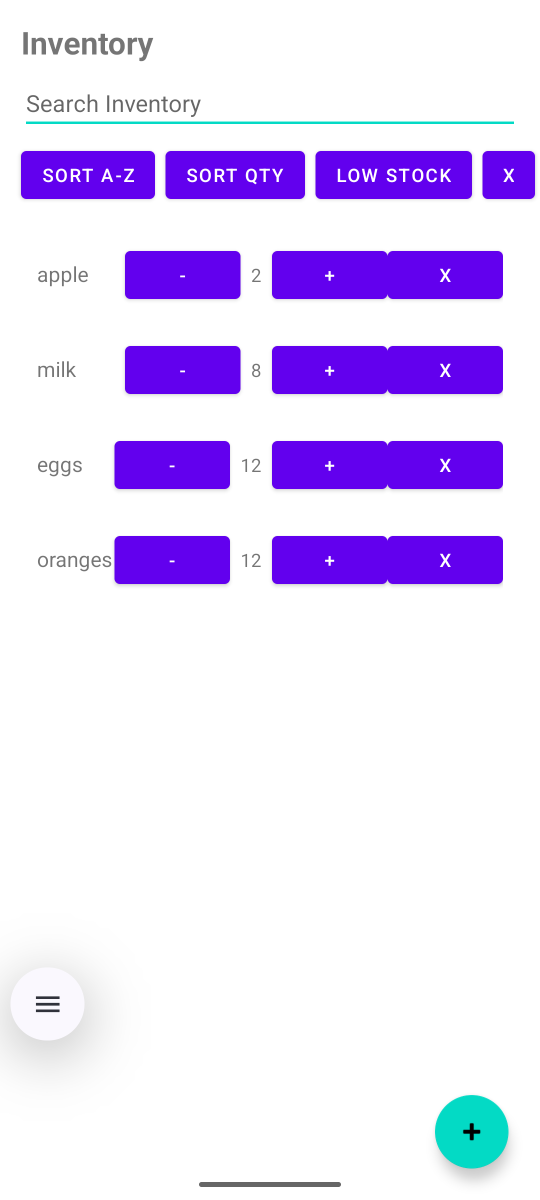 Inventory
Search Inventory
SORT A-Z SORT QTY LOW STOCK X
apple - 2 + X
milk - 8 + X
eggs - 12 + X
oranges - 12 + X
+